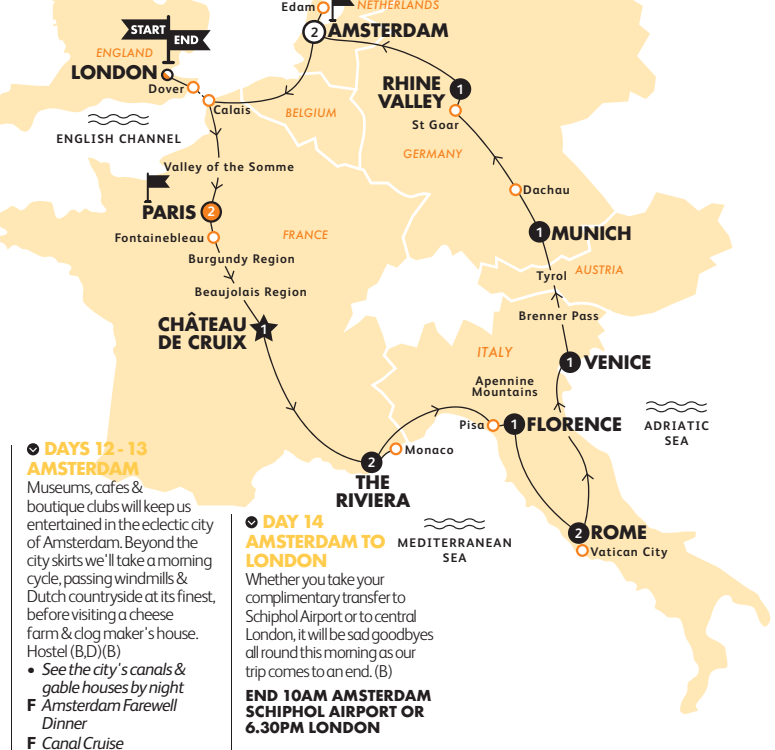 Edam
NETHERLANDS
2 AMSTERDAM
START
END
ENGLAND
LONDON
Dover
Calais
RHINE
VALLEY
1
St Goar
BELGIUM
ENGLISH CHANNEL
GERMANY
Valley of the Somme
Dachau
PARIS 2
1 MUNICH
Fontainebleau
FRANCE
Burgundy Region
Tyrol
AUSTRIA
Beaujolais Region
Brenner Pass
CHÂTEAU
DE CRUIX
1
ITALY
1 VENICE
Apennine
Mountains
Pisa
1 FLORENCE
ADRIATIC
SEA
Monaco
2
THE
RIVIERA
MEDITERRANEAN
SEA
2 ROME
Vatican City
DAYS 12-13
AMSTERDAM
Museums, cafes &
boutique clubs will keep us
entertained in the eclectic city
of Amsterdam. Beyond the
city skirts we'll take a morning
cycle, passing windmills &
Dutch countryside at its finest,
before visiting a cheese
farm & clog maker's house.
Hostel (B,D)(B)
• See the city's canals &
gable houses by night
F Amsterdam Farewell
Dinner
F Canal Cruise
DAY 14
AMSTERDAM TO
LONDON
Whether you take your
complimentary transfer to
Schiphol Airport or to central
London, it will be sad goodbyes
all round this morning as our
trip comes to an end. (B)
END 10AM AMSTERDAM
SCHIPHOL AIRPORT OR
6.30PM LONDON